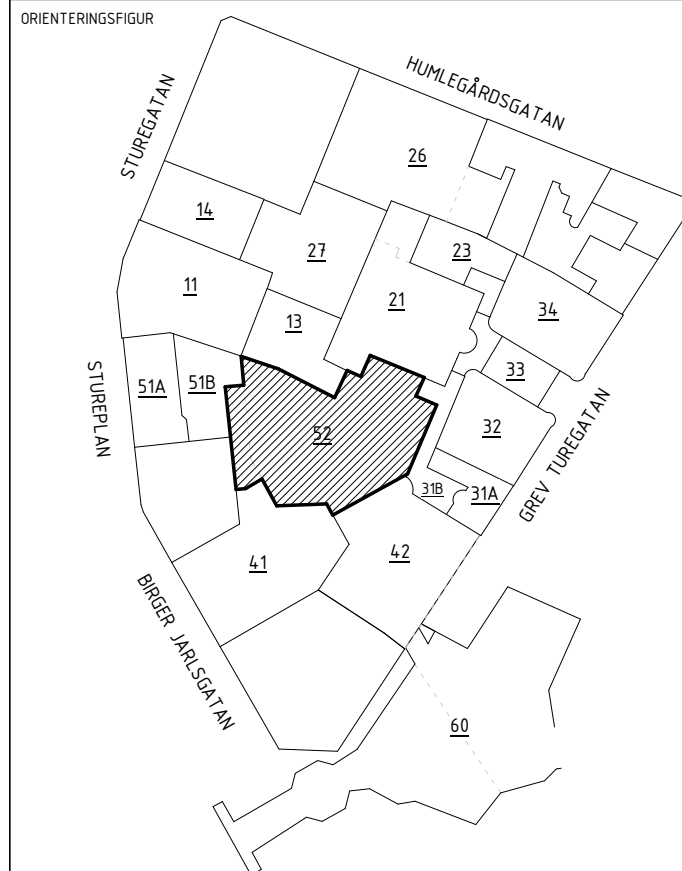 ORIENTERINGSFIGUR
HUMLEGÅRDSGATAN
STUREGATAN
26
14
23
27
11
21
34
13
33
51A
51B
STUREPLAN
32
52
GREV TUREGATAN
31B
31A
42
41
BIRGER JARLSGATAN
60